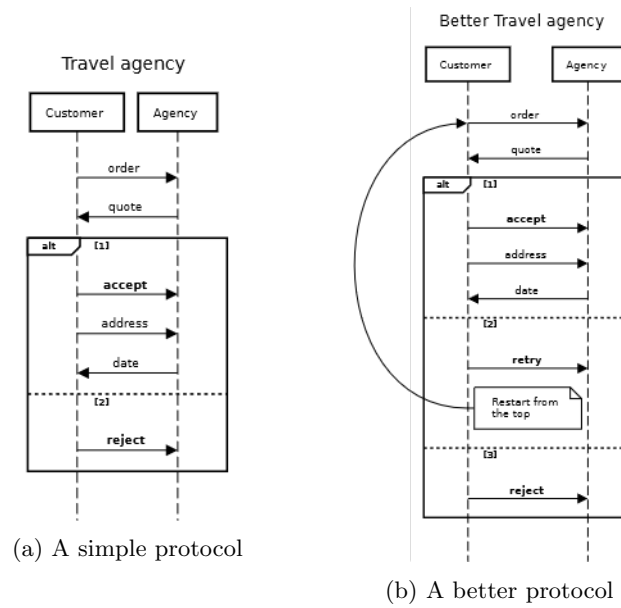 Travel agency
Customer
Agency
order
quote
alt
[1]
accept
address
date
[2]
reject
(a) A simple protocol
Better Travel agency
Customer
Agency
order
quote
alt
[1]
accept
address
date
[2]
retry
Restart from
the top
[3]
reject
(b) A better protocol